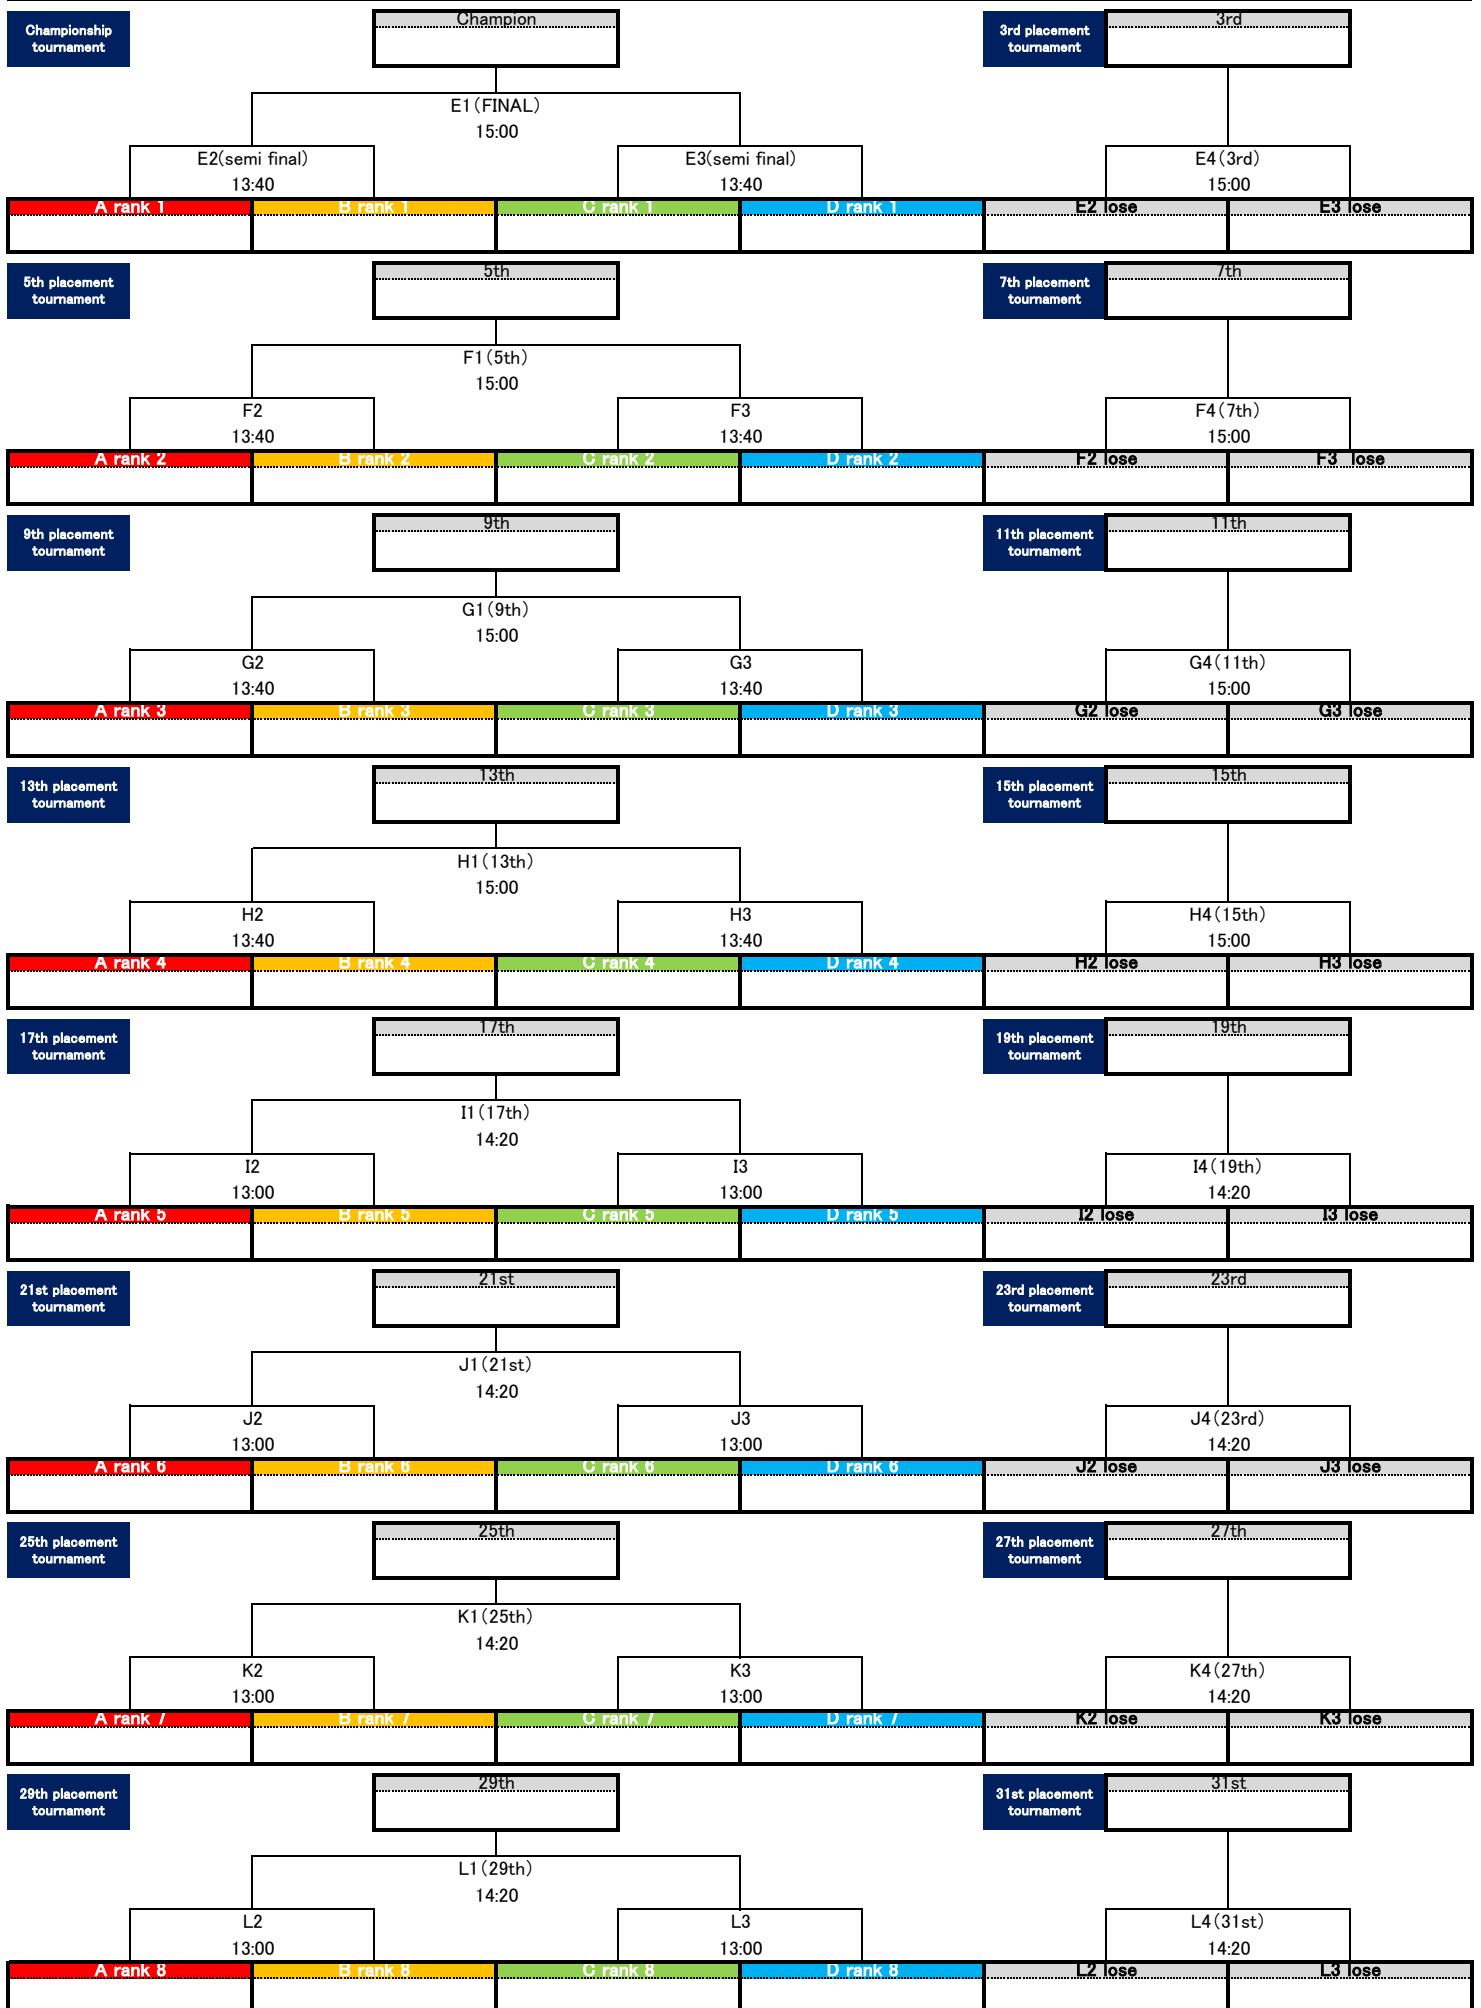 Championship
tournament
Champion
3rd placement
tournament
3rd
E1(FINAL)
15:00
E2(semi final)
13:40
E3(semi final)
13:40
E4(3rd)
15:00
A rank 1
B rank 1
C rank 1
D rank 1
E2 lose
E3 lose
5th placement
tournament
5th
7th placement
tournament
7th
F1(5th)
15:00
F2
13:40
F3
13:40
F4(7th)
15:00
A rank 2
B rank 2
C rank 2
D rank 2
F2 lose
F3 lose
9th placement
tournament
9th
11th placement
tournament
11th
G1(9th)
15:00
G2
13:40
G3
13:40
G4(11th)
15:00
A rank 3
B rank 3
C rank 3
D rank 3
G2 lose
G3 lose
13th placement
tournament
13th
15th placement
tournament
15th
H1(13th)
15:00
H2
13:40
H3
13:40
H4(15th)
15:00
A rank 4
B rank 4
C rank 4
D rank 4
H2 lose
H3 lose
17th placement
tournament
17th
19th placement
tournament
19th
I1(17th)
14:20
I2
13:00
I3
13:00
I4(19th)
14:20
A rank 5
B rank 5
C rank 5
D rank 5
I2 lose
I3 lose
21st placement
tournament
21st
23rd placement
tournament
23rd
J1(21st)
14:20
J2
13:00
J3
13:00
J4(23rd)
14:20
A rank 6
B rank 6
C rank 6
D rank 6
J2 lose
J3 lose
25th placement
tournament
25th
27th placement
tournament
27th
K1(25th)
14:20
K2
13:00
K3
13:00
K4(27th)
14:20
A rank 7
B rank 7
C rank 7
D rank 7
K2 lose
K3 lose
29th placement
tournament
29th
31st placement
tournament
31st
L1(29th)
14:20
L2
13:00
L3
13:00
L4(31st)
14:20
A rank 8
B rank 8
C rank 8
D rank 8
L2 lose
L3 lose